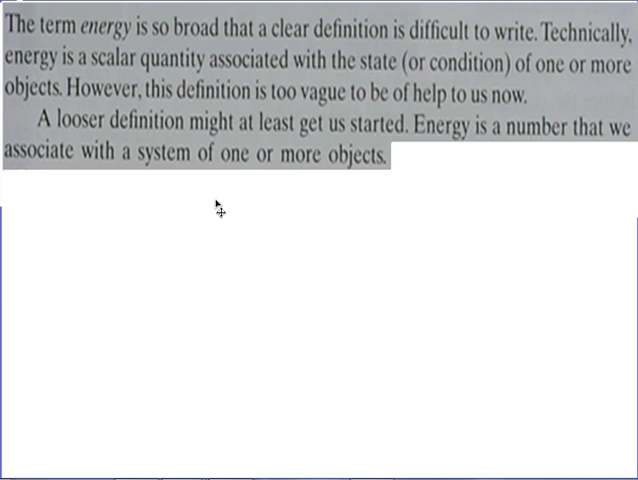 The term energy is so broad that a clear definition is difficult to write. Technically,
energy is a scalar quantity associated with the state (or condition) of one or more
objects. However, this definition is too vague to be of help to us now.
A looser definition might at least get us started. Energy is a number that we
associate with a system of one or more objects.